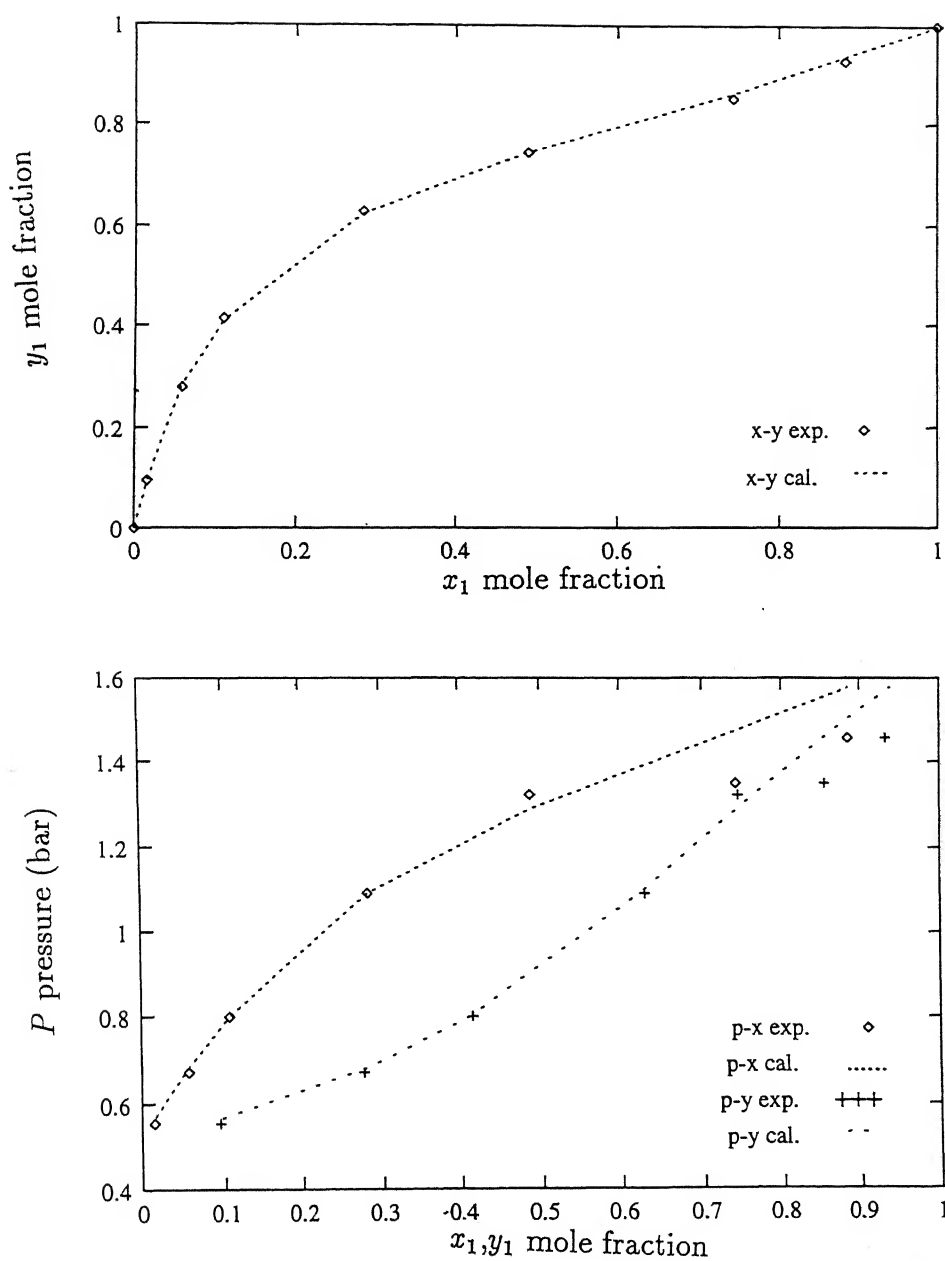 1
0.8
0.6
0.4
0.2
0
y1 mole fraction
x-y exp.
x-y cal.
0 0.2 0.4 0.6 0.8 1
x1 mole fraction
1.6
1.4
1.2
1
0.8
0.6
0.4
P pressure (bar)
p-x exp.
p-x cal.
p-y exp.
p-y cal.
0 0.1 0.3 0.3 0.4 0.5 0.6 0.7 0.8 0.9 1
x1,y1 mole fraction